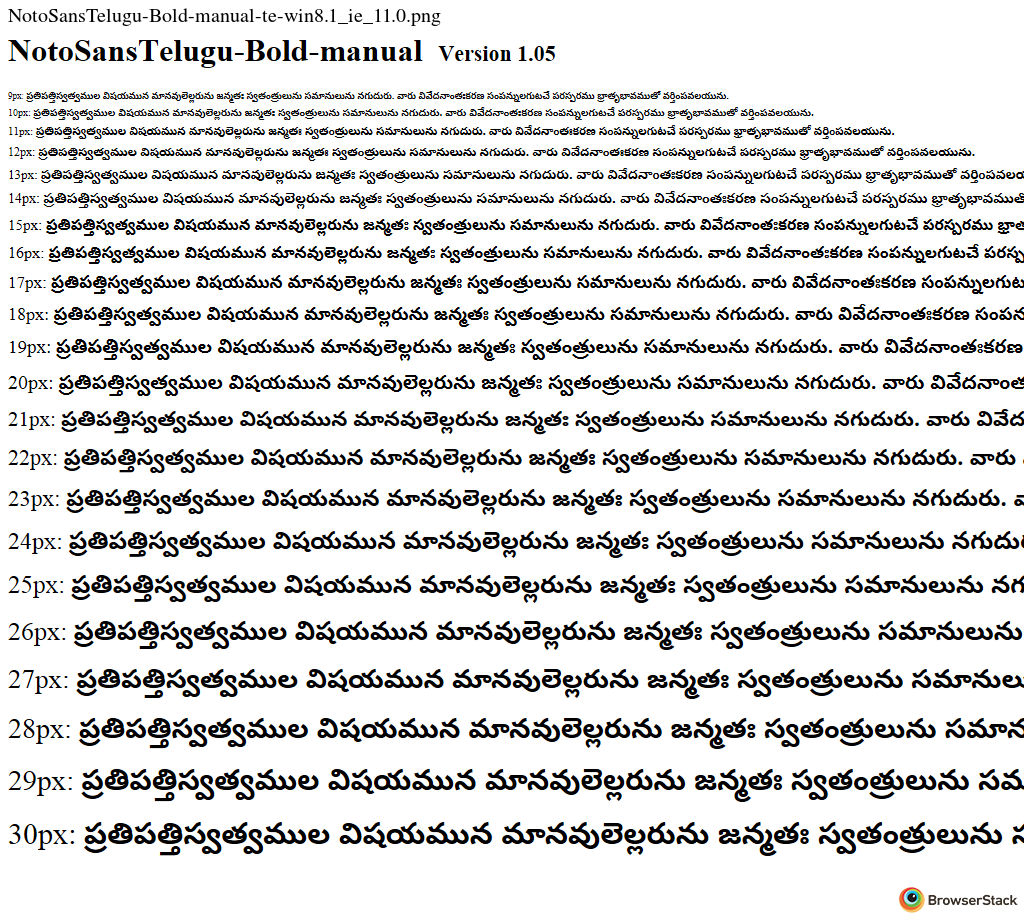 NotoSansTelugu-Bold-manual-te-win8.1_ie_11.0.png
NotoSansTelugu-Bold-manual Version 1.05
9px: ప్రతిపత్తిస్వత్వముల విషయమున మానవులెల్లరును జన్మతః స్వతంత్రులును సమానులును నగుదురు. వారు వివేదనాంతఃకరణ సంపన్నులగుటచే పరస్పరము భ్రాతృభావముతో వర్తింపవలయును.
10px: ప్రతిపత్తిస్వత్వముల విషయమున మానవులెల్లరును జన్మతః స్వతంత్రులును సమానులును నగుదురు. వారు వివేదనాంతఃకరణ సంపన్నులగుటచే పరస్పరము భ్రాతృభావముతో వర్తింపవలయును.
11px: ప్రతిపత్తిస్వత్వముల విషయమున మానవులెల్లరును జన్మతః స్వతంత్రులును సమానులును నగుదురు. వారు వివేదనాంతఃకరణ సంపన్నులగుటచే పరస్పరము భ్రాతృభావముతో వర్తింపవలయును.
12px: ప్రతిపత్తిస్వత్వముల విషయమున మానవులెల్లరును జన్మతః స్వతంత్రులును సమానులును నగుదురు. వారు వివేదనాంతఃకరణ సంపన్నులగుటచే పరస్పరము భ్రాతృభావముతో వర్తింపవలయును.
13px: ప్రతిపత్తిస్వత్వముల విషయమున మానవులెల్లరును జన్మతః స్వతంత్రులును సమానులును నగుదురు. వారు వివేదనాంతఃకరణ సంపన్నులగుటచే పరస్పరము భ్రాతృభావముతో వర్తింపవలయ
14px: ప్రతిపత్తిస్వత్వముల విషయమున మానవులెల్లరును జన్మతః స్వతంత్రులును సమానులును నగుదురు. వారు వివేదనాంతఃకరణ సంపన్నులగుటచే పరస్పరము భ్రాతృభావముత
15px: ప్రతిపత్తిస్వత్వముల విషయమున మానవులెల్లరును జన్మతః స్వతంత్రులును సమానులును నగుదురు. వారు వివేదనాంతఃకరణ సంపన్నులగుటచే పరస్పరము భ్రాత
16px: ప్రతిపత్తిస్వత్వముల విషయమున మానవులెల్లరును జన్మతః స్వతంత్రులును సమానులును నగుదురు. వారు వివేదనాంతఃకరణ సంపన్నులగుటచే పరస్ప
17px: ప్రతిపత్తిస్వత్వముల విషయమున మానవులెల్లరును జన్మతః స్వతంత్రులును సమానులును నగుదురు. వారు వివేదనాంతఃకరణ సంపన్నులగుట
18px: ప్రతిపత్తిస్వత్వముల విషయమున మానవులెల్లరును జన్మతః స్వతంత్రులును సమానులును నగుదురు. వారు వివేదనాంతఃకరణ సంపన
19px: ప్రతిపత్తిస్వత్వముల విషయమున మానవులెల్లరును జన్మతః స్వతంత్రులును సమానులును నగుదురు. వారు వివేదనాంతఃకరణ
20px: ప్రతిపత్తిస్వత్వముల విషయమున మానవులెల్లరును జన్మతః స్వతంత్రులును సమానులును నగుదురు. వారు వివేదనాంత
21px: ప్రతిపత్తిస్వత్వముల విషయమున మానవులెల్లరును జన్మతః స్వతంత్రులును సమానులును నగుదురు. వారు వివేద
22px: ప్రతిపత్తిస్వత్వముల విషయమున మానవులెల్లరును జన్మతః స్వతంత్రులును సమానులును నగుదురు. వారు
23px: ప్రతిపత్తిస్వత్వముల విషయమున మానవులెల్లరును జన్మతః స్వతంత్రులును సమానులును నగుదురు.
24px: ప్రతిపత్తిస్వత్వముల విషయమున మానవులెల్లరును జన్మతః స్వతంత్రులును సమానులును నగుదు
25px: ప్రతిపత్తిస్వత్వముల విషయమున మానవులెల్లరును జన్మతః స్వతంత్రులును సమానులును నగ
26px: ప్రతిపత్తిస్వత్వముల విషయమున మానవులెల్లరును జన్మతః స్వతంత్రులును సమానులును
27px: ప్రతిపత్తిస్వత్వముల విషయమున మానవులెల్లరును జన్మతః స్వతంత్రులును సమానులు
28px: ప్రతిపత్తిస్వత్వముల విషయమున మానవులెల్లరును జన్మతః స్వతంత్రులును సమాన
29px: ప్రతిపత్తిస్వత్వముల విషయమున మానవులెల్లరును జన్మతః స్వతంత్రులును సమ
30px: ప్రతిపత్తిస్వత్వముల విషయమున మానవులెల్లరును జన్మతః స్వతంత్రులును
BrowserStack